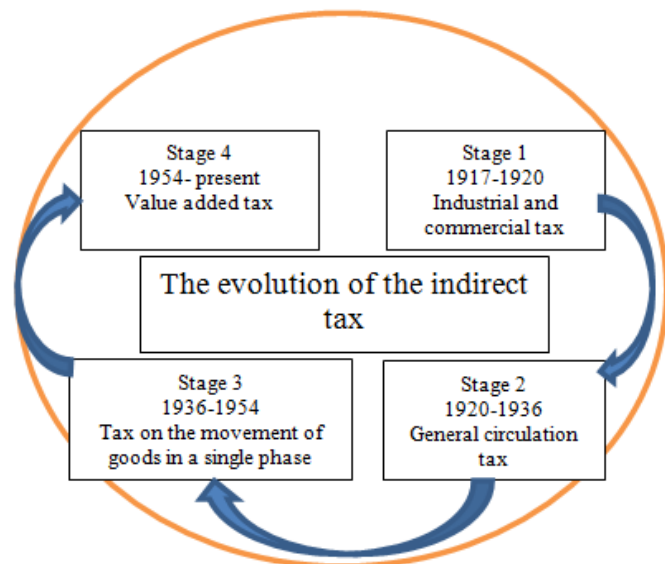 Stage 4
1954- present
Value added tax
Stage 1
1917-1920
Industrial and
commercial tax
The evolution of the indirect
tax
Stage 3
1936-1954
Tax on the movement of
goods in a single phase
Stage 2
1920-1936
General circulation
tax